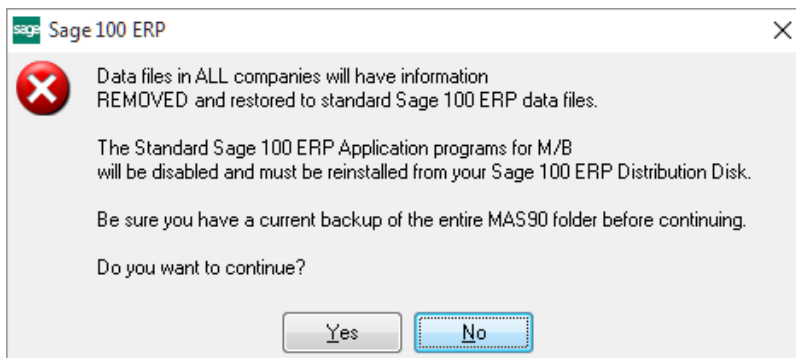 sage Sage 100 ERP
Data files in ALL companies will have information
REMOVED and restored to standard Sage 100 ERP data files.
The Standard Sage 100 ERP Application programs for M/B
will be disabled and must be reinstalled from your Sage 100 ERP Distribution Disk.
Be sure you have a current backup of the entire MAS90 folder before continuing.
Do you want to continue?
Yes No